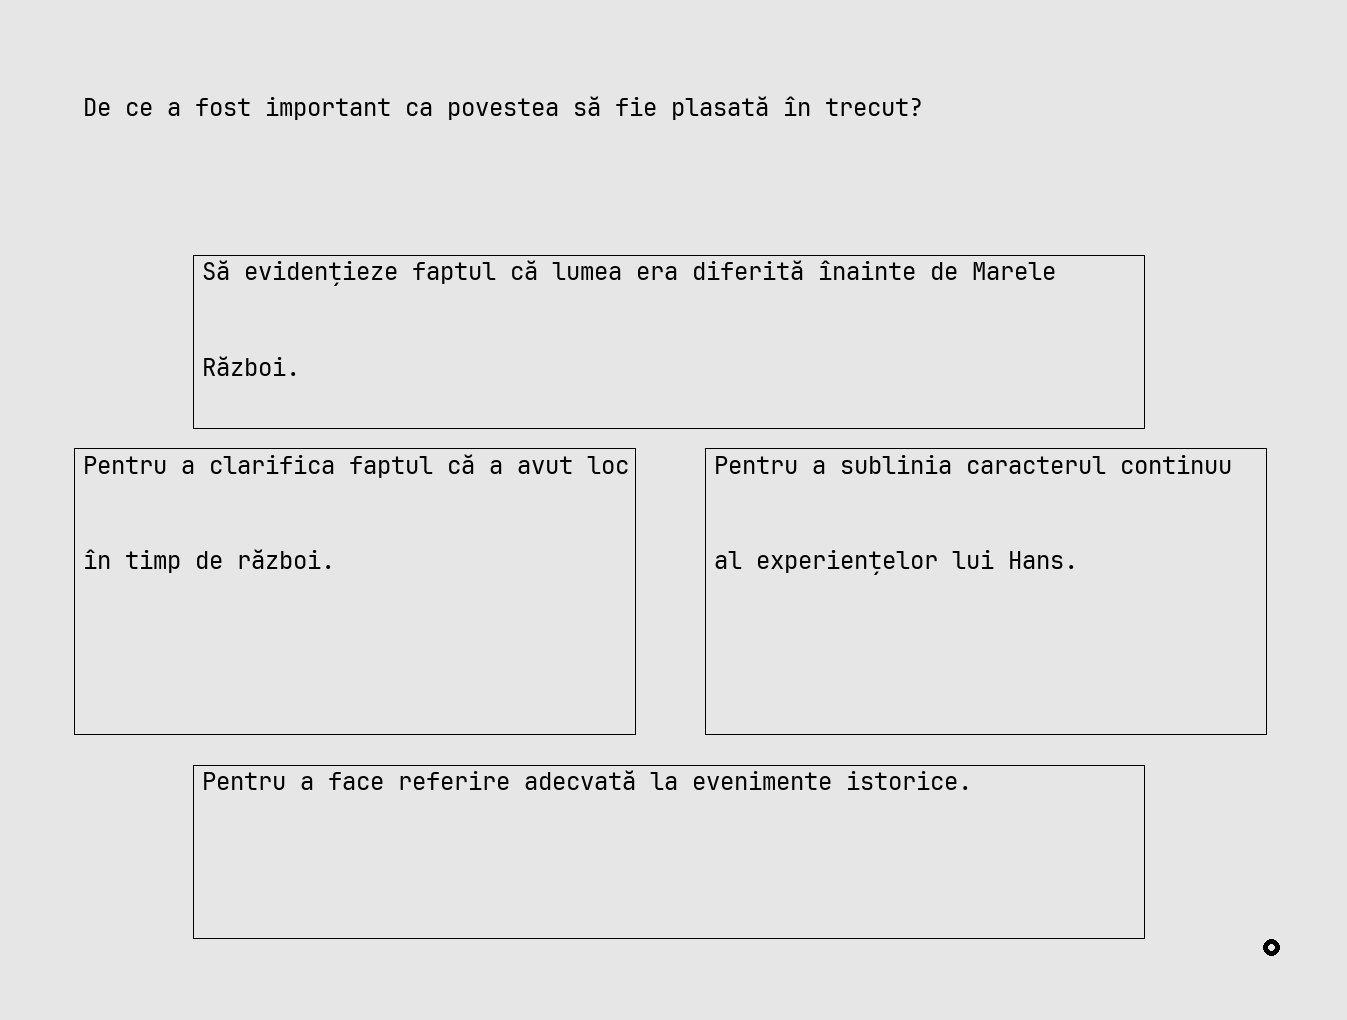 De ce a fost important ca povestea să fie plasată în trecut?
Să evidențieze faptul că lumea era diferită înainte de Marele
Război.
Pentru a clarifica faptul că a avut loc
în timp de război.
Pentru a sublinia caracterul continuu
al experiențelor lui Hans.
Pentru a face referire adecvată la evenimente istorice.